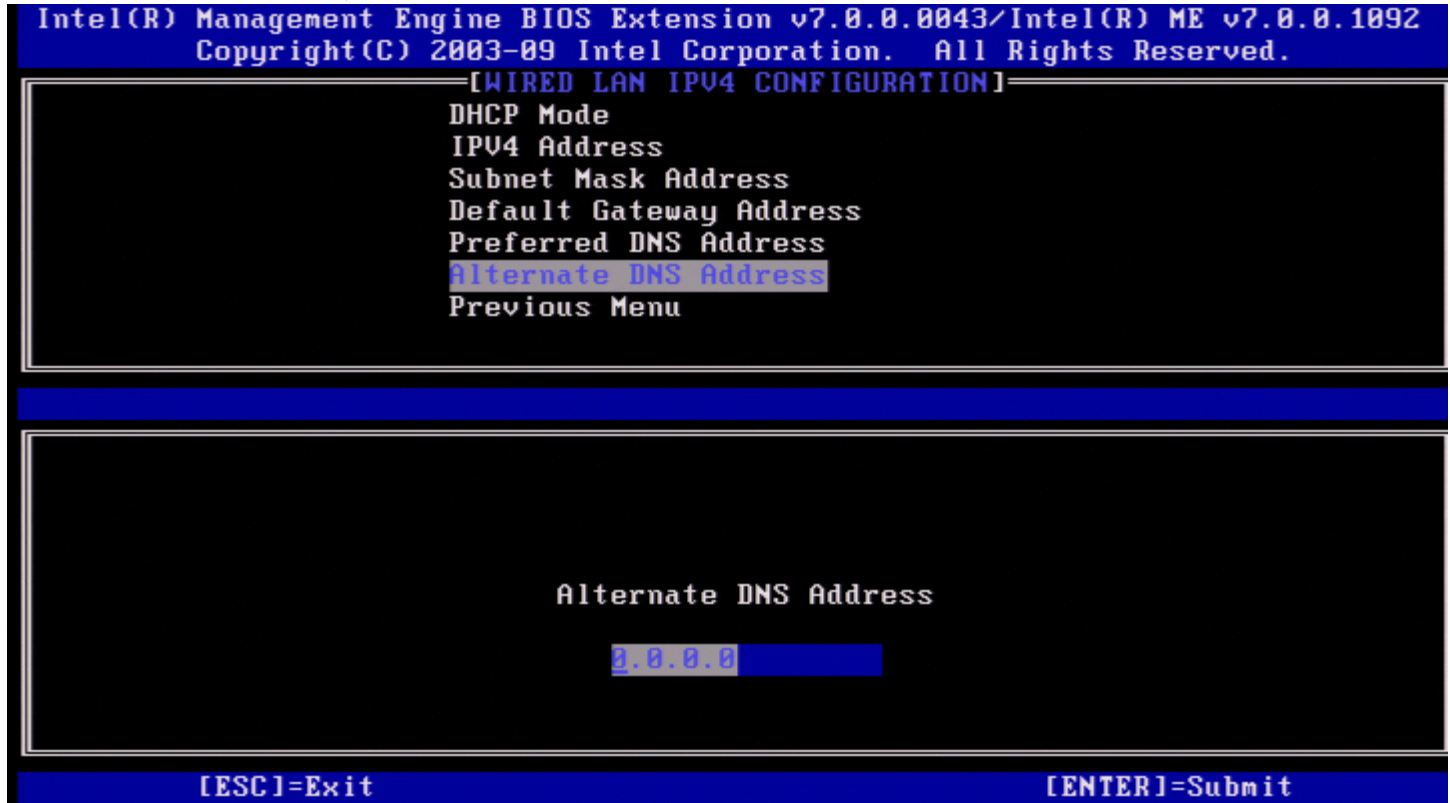 Intel(R) Management Engine BIOS Extension v7.0.0.0043/Intel(R) ME v7.0.0.1092
Copyright(C) 2003-09 Intel Corporation. All Rights Reserved.
[WIRED LAN IPV4 CONFIGURATION]
DHCP Mode
IPV4 Address
Subnet Mask Address
Default Gateway Address
Preferred DNS Address
Alternate DNS Address
Previous Menu
Alternate DNS Address
0.0.0.0
[ESC]=Exit [ENTER]=Submit